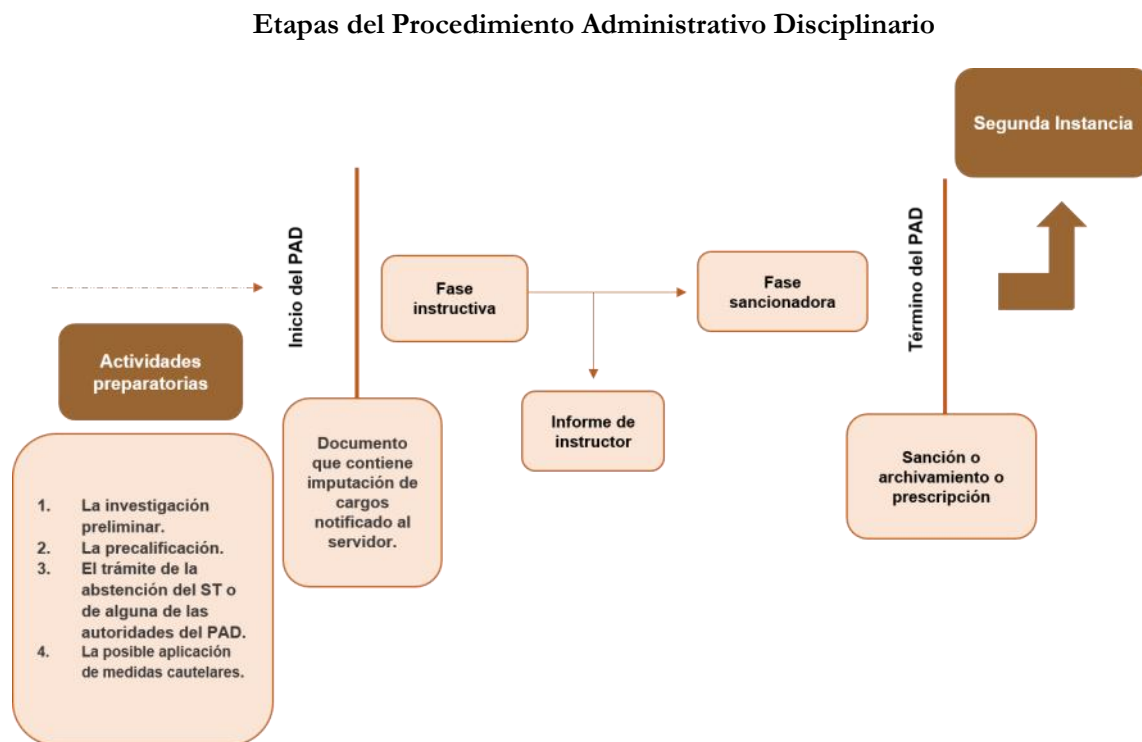 Etapas del Procedimiento Administrativo Disciplinario
Segunda Instancia
Inicio del PAD
Término del PAD
Fase
instructiva
Fase
sancionadora
Actividades
preparatorias
Informe de
instructor
Documento
que contiene
imputación de
cargos
notificado al
servidor.
Sanción o
archivamiento o
prescripción
1. La investigación
preliminar.
2. La precalificación.
3. El trámite de la
abstención del ST o
de alguna de las
autoridades del PAD.
4. La posible aplicación
de medidas cautelares.